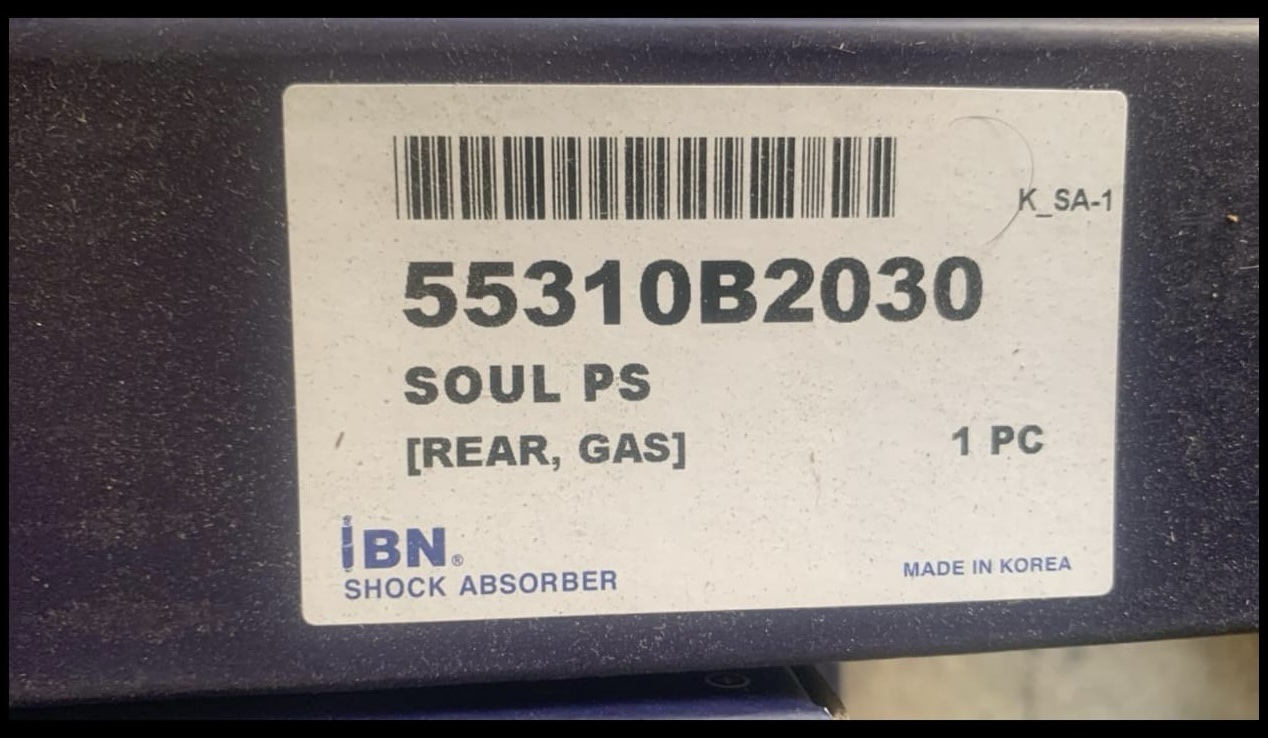 K_SA-1
55310B2030
SOUL PS
[REAR, GAS]
1 PC
iBN®
SHOCK ABSORBER
MADE IN KOREA